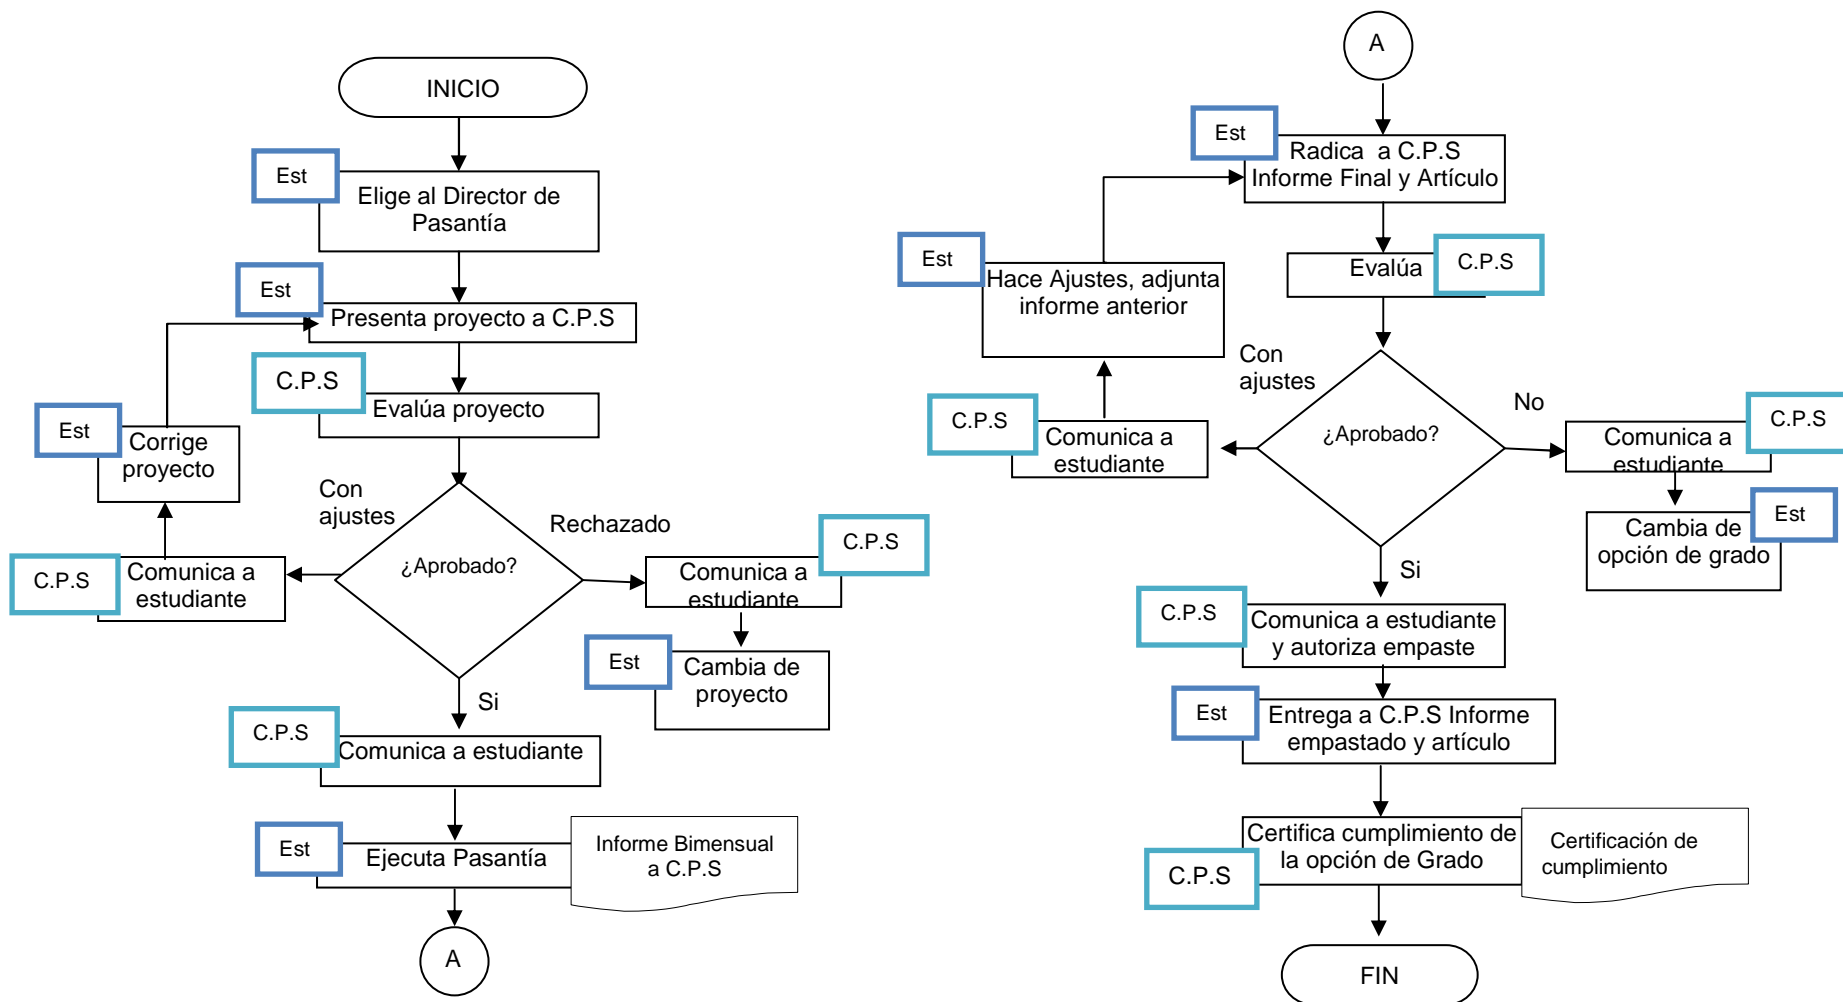 INICIO
Est
Elige al Director de
Pasantía
Est
Presenta proyecto a C.P.S
C.P.S
Evalúa proyecto
Est
Corrige
proyecto
Con
ajustes
Rechazado
¿Aprobado?
C.P.S
Comunica a
estudiante
C.P.S
Comunica a
estudiante
Est
Cambia de
proyecto
Si
C.P.S
Comunica a estudiante
Est
Ejecuta Pasantía
Informe Bimensual
a C.P.S
A
A
Est
Radica a C.P.S
Informe Final y Artículo
Est
Hace Ajustes, adjunta
informe anterior
Evalúa
C.P.S
Con
ajustes
No
¿Aprobado?
C.P.S
Comunica a
estudiante
C.P.S
Comunica a
estudiante
Est
Cambia de
opción de grado
Si
C.P.S
Comunica a estudiante
y autoriza empaste
Est
Entrega a C.P.S Informe
empastado y artículo
Certifica cumplimiento de
la opción de Grado
C.P.S
Certificación de
cumplimiento
FIN